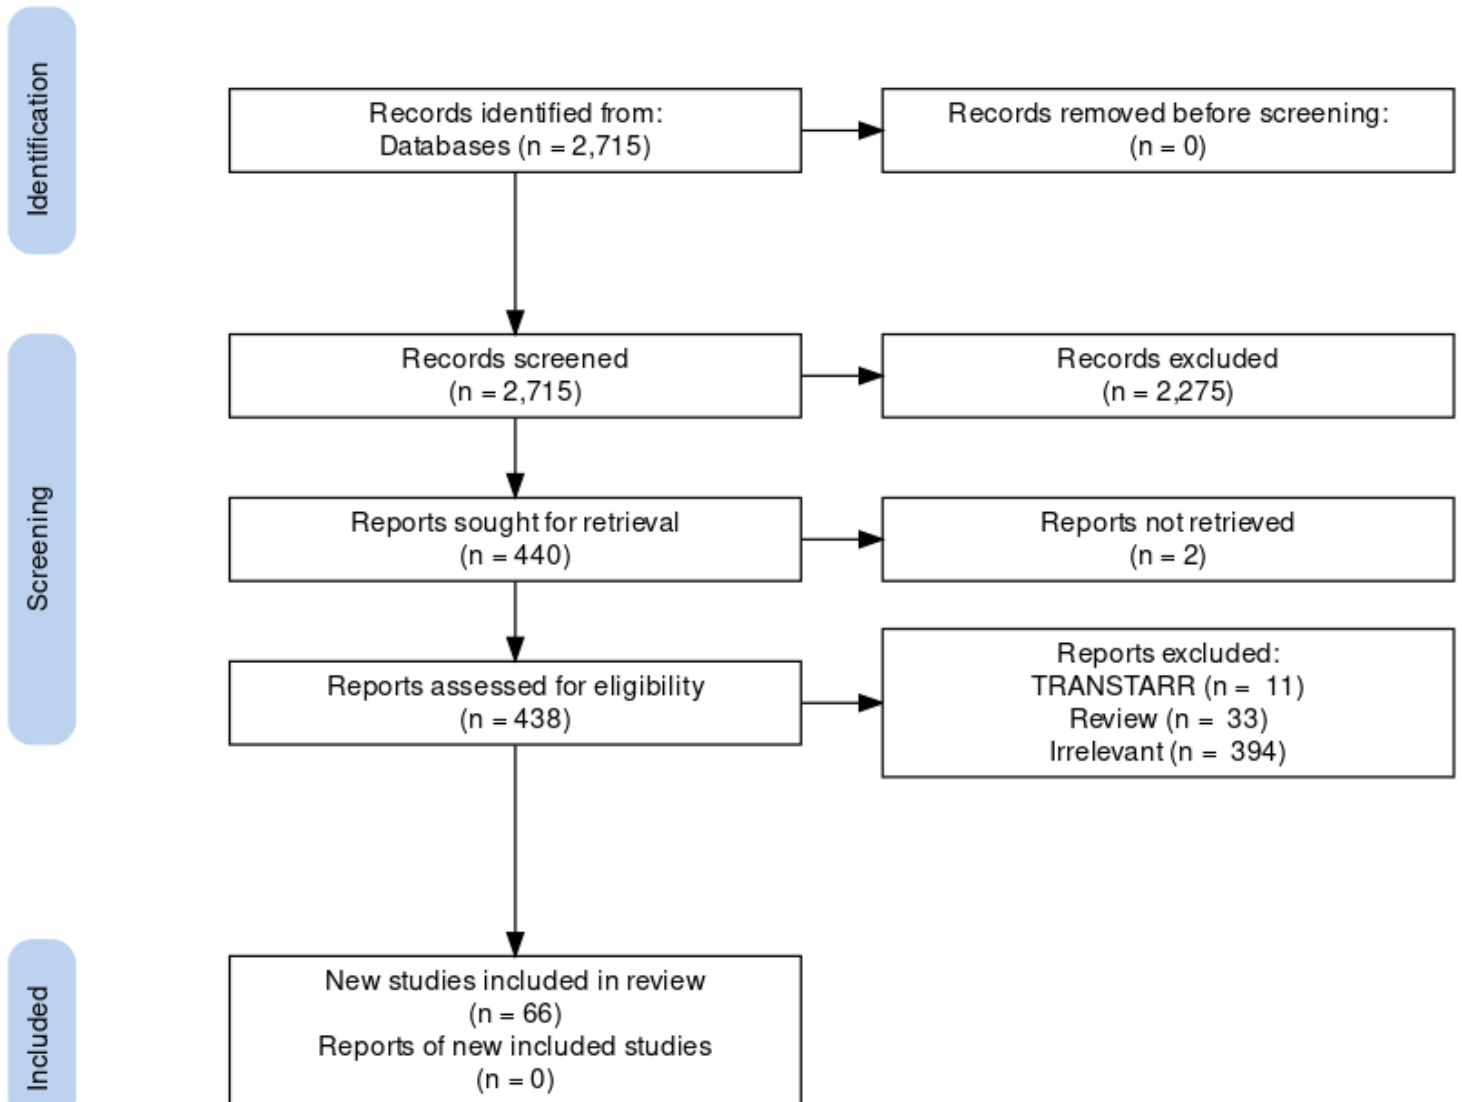 Identification
Records identified from:
Databases (n = 2,715)
Records removed before screening:
(n = 0)
Screening
Records screened
(n = 2,715)
Records excluded
(n = 2,275)
Reports sought for retrieval
(n = 440)
Reports not retrieved
(n = 2)
Reports assessed for eligibility
(n = 438)
Reports excluded:
TRANSTARR (n = 11)
Review (n = 33)
Irrelevant (n = 394)
Included
New studies included in review
(n = 66)
Reports of new included studies
(n = 0)